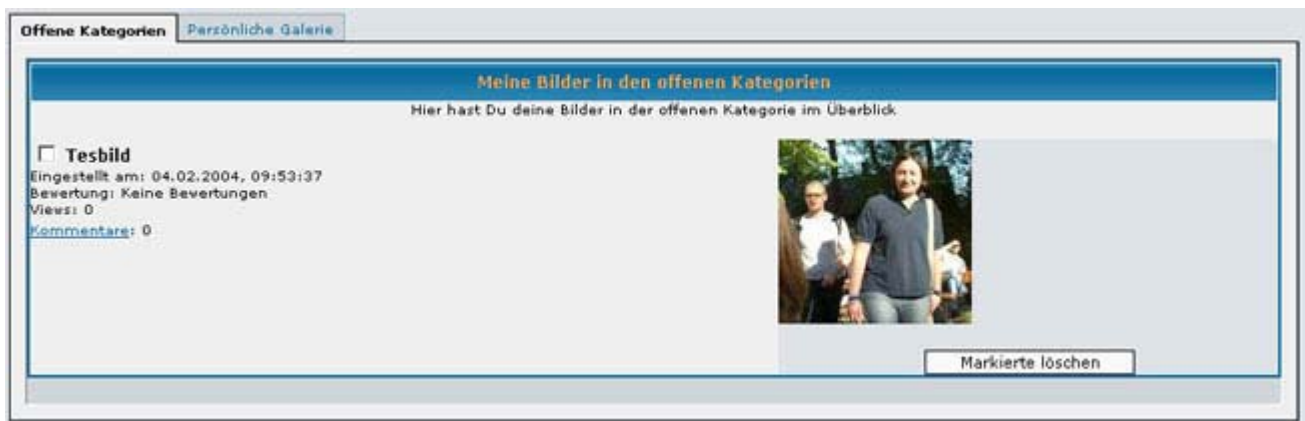 Offene Kategorien Persönliche Galerie
Meine Bilder in den offenen Kategorien
Hier hast Du deine Bilder in der offenen Kategorie im Überblick
Tesbild
Eingestellt am: 04.02.2004, 09:53:37
Bewertung: Keine Bewertungen
Views: 0
Kommentare: 0
Markierte löschen